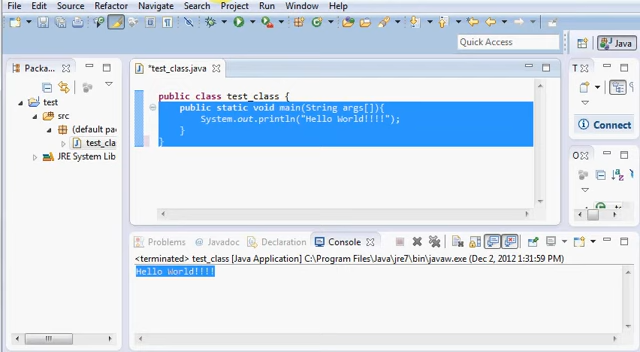 File Edit Source Refactor Navigate Search Project Run Window Help
Quick Access
Java
Packa...
*test_class.java
T
test
src
(default pac
test_cla
JRE System Lib
public class test_class {
public static void main(String args[]){
System.out.println("Hello World!!!!");
}
}
Connect
O
Problems Javadoc Declaration Console
<terminated> test_class [Java Application] C:\Program Files\Java\jre7\bin\javaw.exe (Dec 2, 2012 1:31:59 PM)
Hello World!!!!